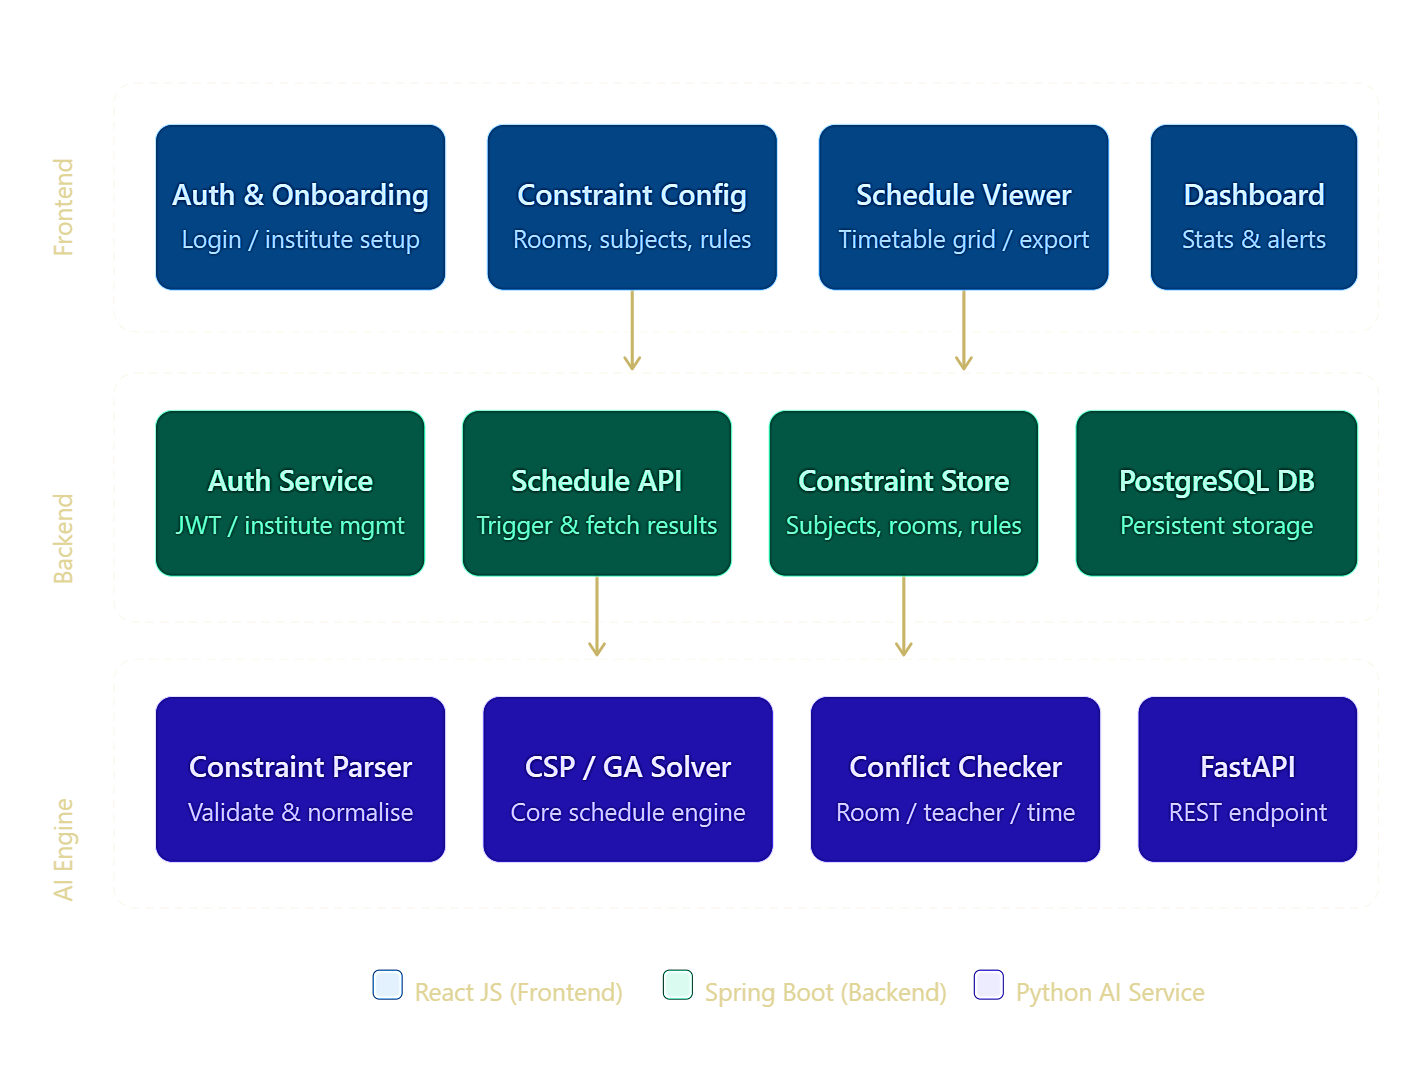 Frontend
Auth & Onboarding
Login / institute setup
Constraint Config
Rooms, subjects, rules
Schedule Viewer
Timetable grid / export
Dashboard
Stats & alerts
Backend
Auth Service
JWT / institute mgmt
Schedule API
Trigger & fetch results
Constraint Store
Subjects, rooms, rules
PostgreSQL DB
Persistent storage
AI Engine
Constraint Parser
Validate & normalise
CSP / GA Solver
Core schedule engine
Conflict Checker
Room / teacher / time
FastAPI
REST endpoint
React JS (Frontend)
Spring Boot (Backend)
Python AI Service